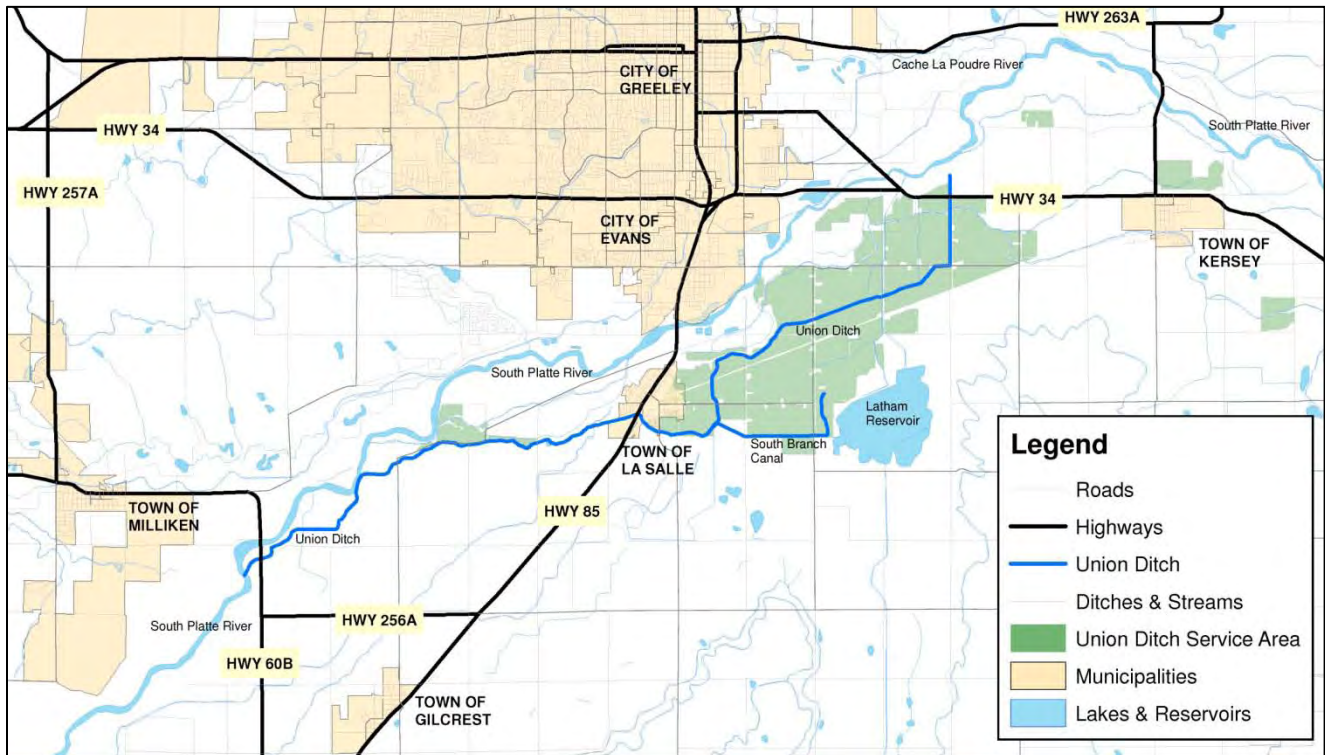 HWY 263A
CITY OF
GREELEY
Cache La Poudre River
HWY 34
South Platte River
HWY 257A
HWY 34
CITY OF
EVANS
TOWN OF
KERSEY
Union Ditch
South Platte River
Latham
Reservoir
South Branch
Canal
TOWN OF
LA SALLE
TOWN OF
MILLIKEN
HWY 85
Union Ditch
HWY 256A
South Platte River
HWY 60B
TOWN OF
GILCREST
Legend
Roads
Highways
Union Ditch
Ditches & Streams
Union Ditch Service Area
Municipalities
Lakes & Reservoirs